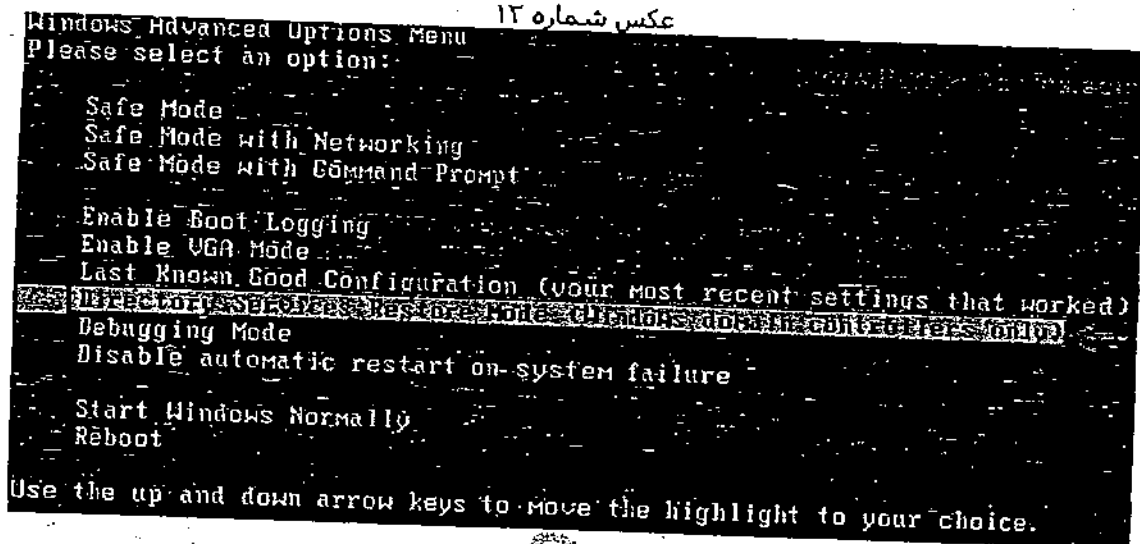 عکس شماره ۱۲
Windows Advanced Options Menu
Please select an option:
Safe Mode
Safe Mode with Networking
Safe Mode with Command Prompt
Enable Boot Logging
Enable VGA Mode
Last Known Good Configuration (your most recent settings that worked)
Directory Services Restore Mode (Windows domain controllers only)
Debugging Mode
Disable automatic restart on system failure
Start Windows Normally
Reboot
Use the up and down arrow keys to move the highlight to your choice.